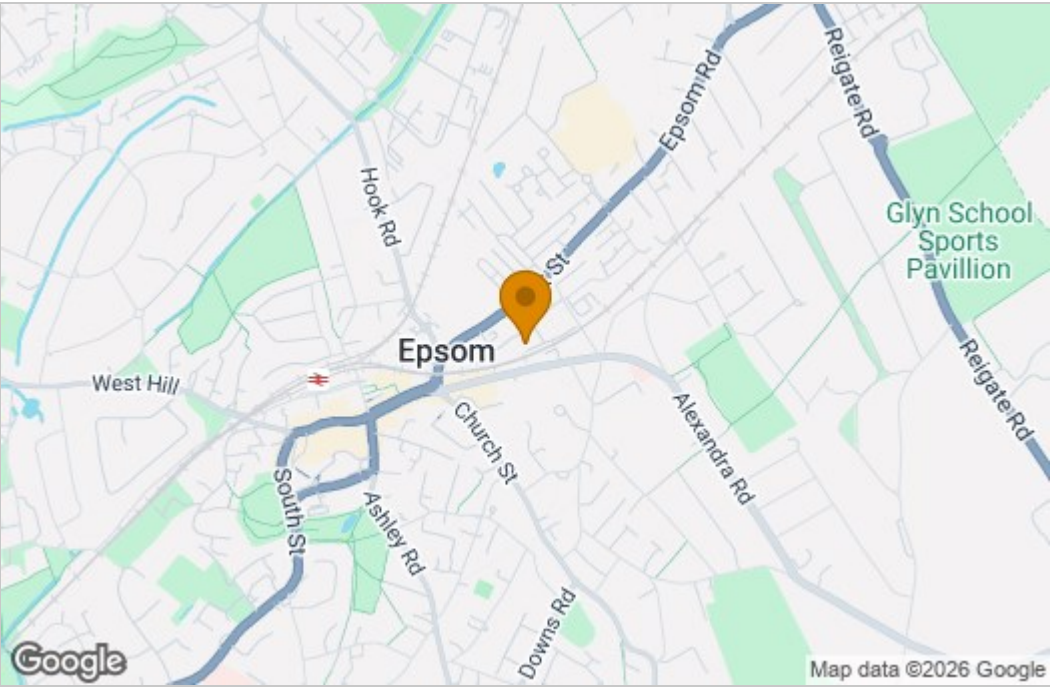 Reigate Rd
Epsom Rd
Hook Rd
Glyn School
Sports
Pavillion
St
Epsom
West Hill
Reigate Rd
Church St
Alexandra Rd
South St
Ashley Rd
Downs Rd
Google
Map data ©2026 Google